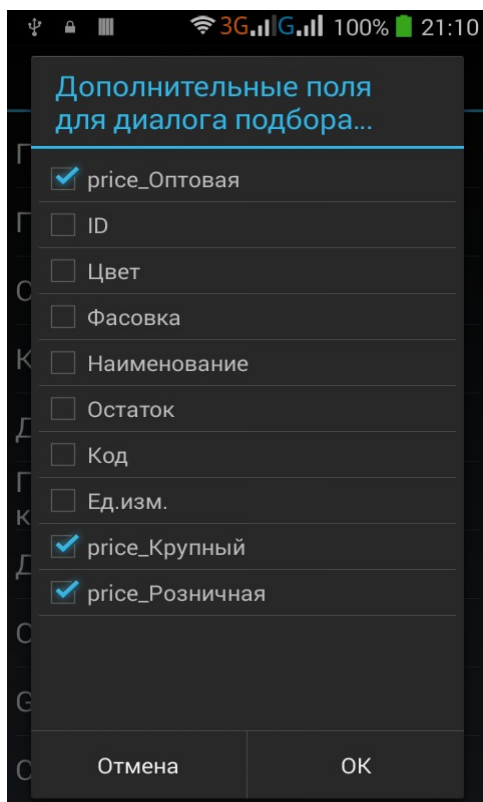 3G G 100% 21:10
Дополнительные поля
для диалога подбора...
price_Оптовая
ID
Цвет
Фасовка
Наименование
Остаток
Код
Ед.изм.
price_Крупный
price_Розничная
Отмена OK